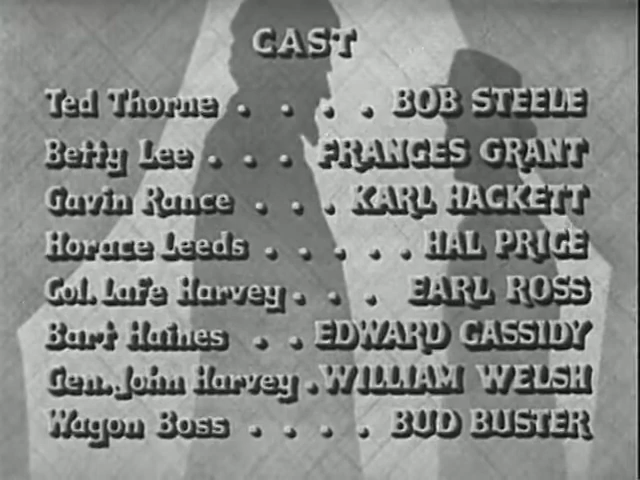 CAST
Ted Thorne . . . . BOB STEELE
Betty Lee . . . FRANCES GRANT
Gavin Rance . . . KARL HACKETT
Horace Leeds . . . . . HAL PRICE
Col. Lafe Harvey . . . EARL ROSS
Bart Haines . . EDWARD CASSIDY
Gen. John Harvey . WILLIAM WELSH
Wagon Boss . . . . BUD BUSTER